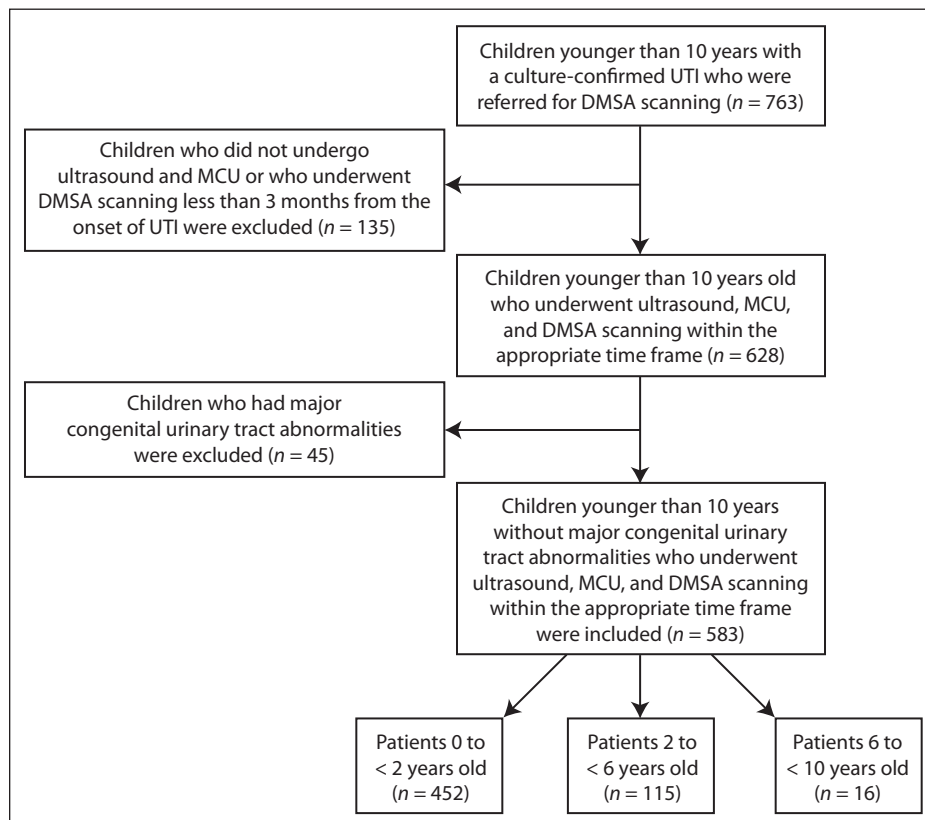 Children younger than 10 years with
a culture-confirmed UTI who were
referred for DMSA scanning (n = 763)
Children who did not undergo
ultrasound and MCU or who underwent
DMSA scanning less than 3 months from the
onset of UTI were excluded (n = 135)
Children younger than 10 years old
who underwent ultrasound, MCU,
and DMSA scanning within the
appropriate time frame (n = 628)
Children who had major
congenital urinary tract abnormalities
were excluded (n = 45)
Children younger than 10 years
without major congenital urinary
tract abnormalities who underwent
ultrasound, MCU, and DMSA scanning
within the appropriate time frame
were included (n = 583)
Patients 0 to
< 2 years old
(n = 452)
Patients 2 to
< 6 years old
(n = 115)
Patients 6 to
< 10 years old
(n = 16)